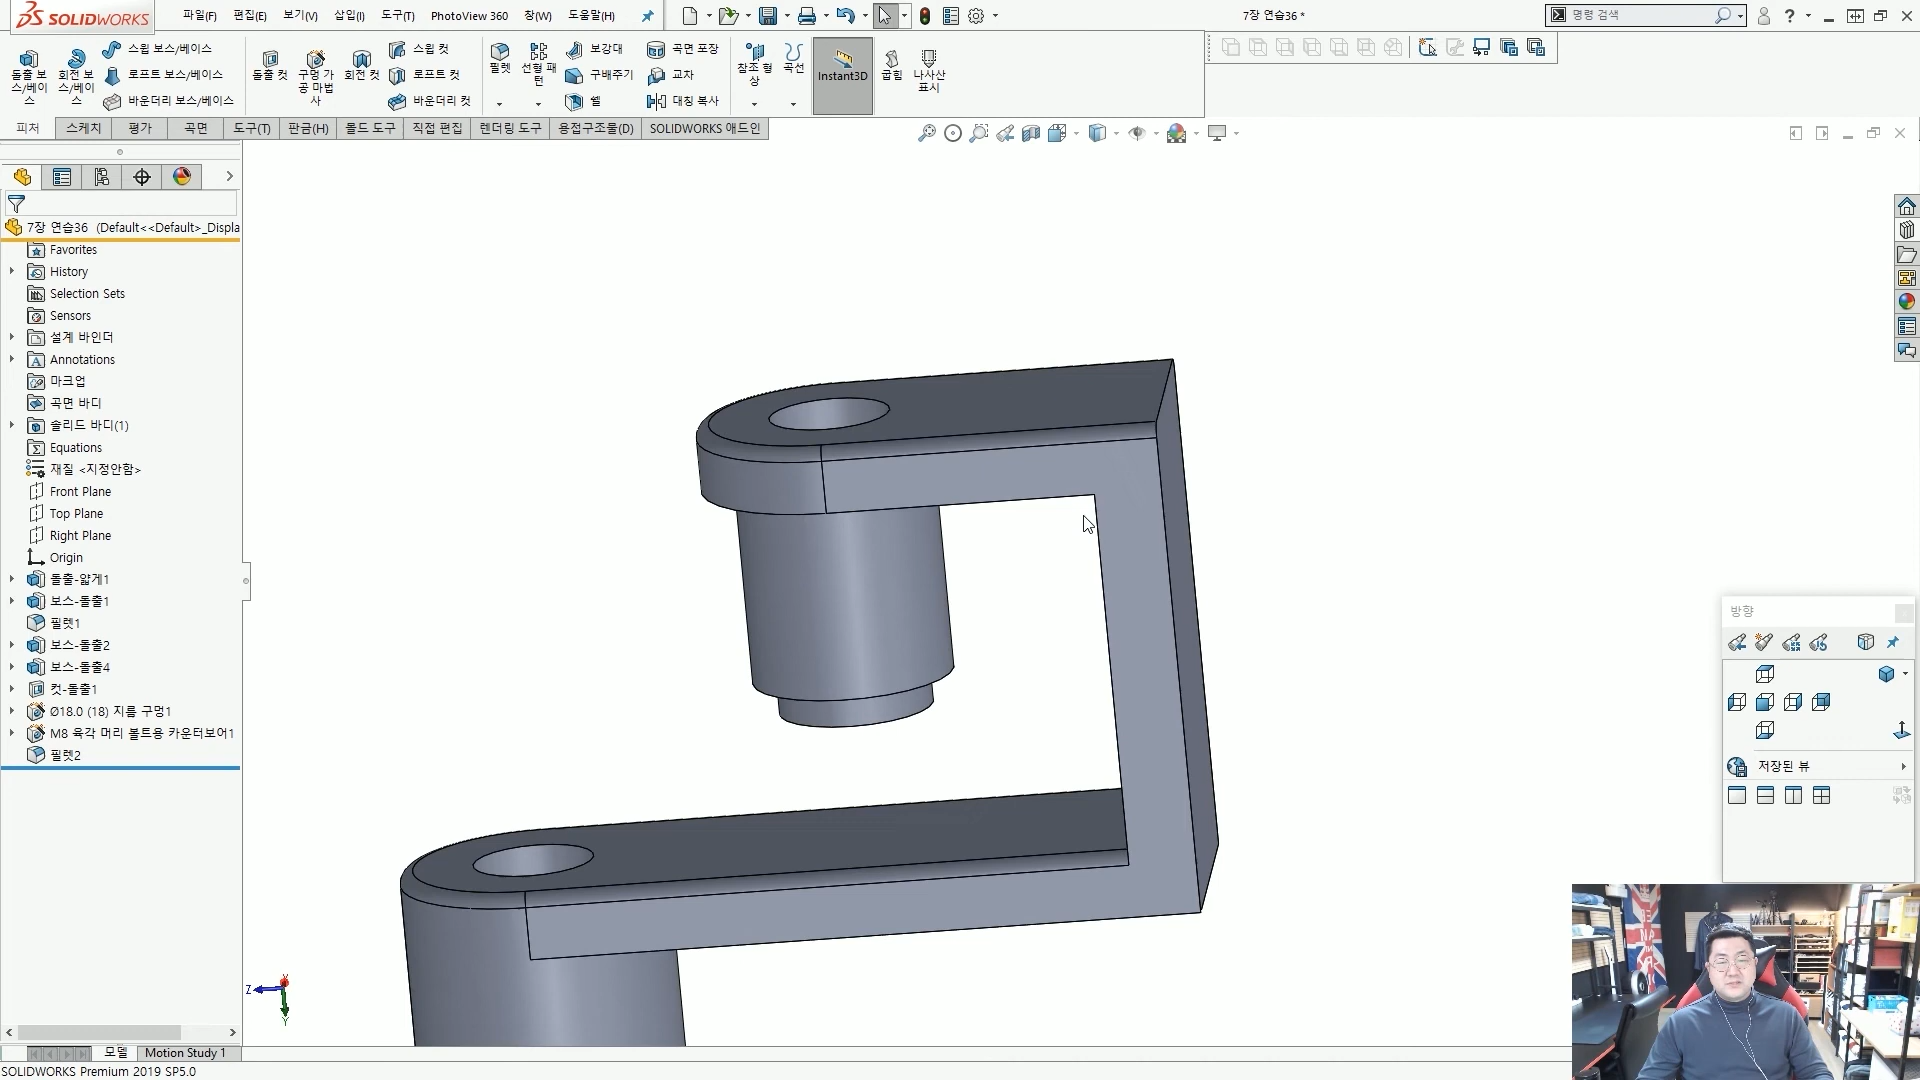 SOLIDWORKS 파일(F) 편집(E) 보기(V) 삽입(I) 도구(T) PhotoView 360 창(W) 도움말(H) 7장 연습36 * 명령 검색
돌출 보스/베이스
회전 보스/베이스
스윕 보스/베이스
로프트 보스/베이스
바운더리 보스/베이스
돌출 컷
구멍 가공 마법사
회전 컷
스윕 컷
로프트 컷
바운더리 컷
필렛
선형 패턴
보강대
구배주기
쉘
곡면 포장
교차
대칭 복사
참조 형상
곡선
Instant3D
굽힘
나사산 표시
피처 스케치 평가 곡면 도구(T) 판금(H) 몰드 도구 직접 편집 렌더링 도구 용접구조물(D) SOLIDWORKS 애드인
7장 연습36 (Default<<Default>_Displa
Favorites
History
Selection Sets
Sensors
설계 바인더
Annotations
마크업
곡면 바디
솔리드 바디(1)
Equations
재질 <지정안함>
Front Plane
Top Plane
Right Plane
Origin
돌출-얇게1
보스-돌출1
필렛1
보스-돌출2
보스-돌출4
컷-돌출1
Ø18.0 (18) 지름 구멍1
M8 육각 머리 볼트용 카운터보어1
필렛2
방향
저장된 뷰
Z
Y
모델 Motion Study 1
SOLIDWORKS Premium 2019 SP5.0